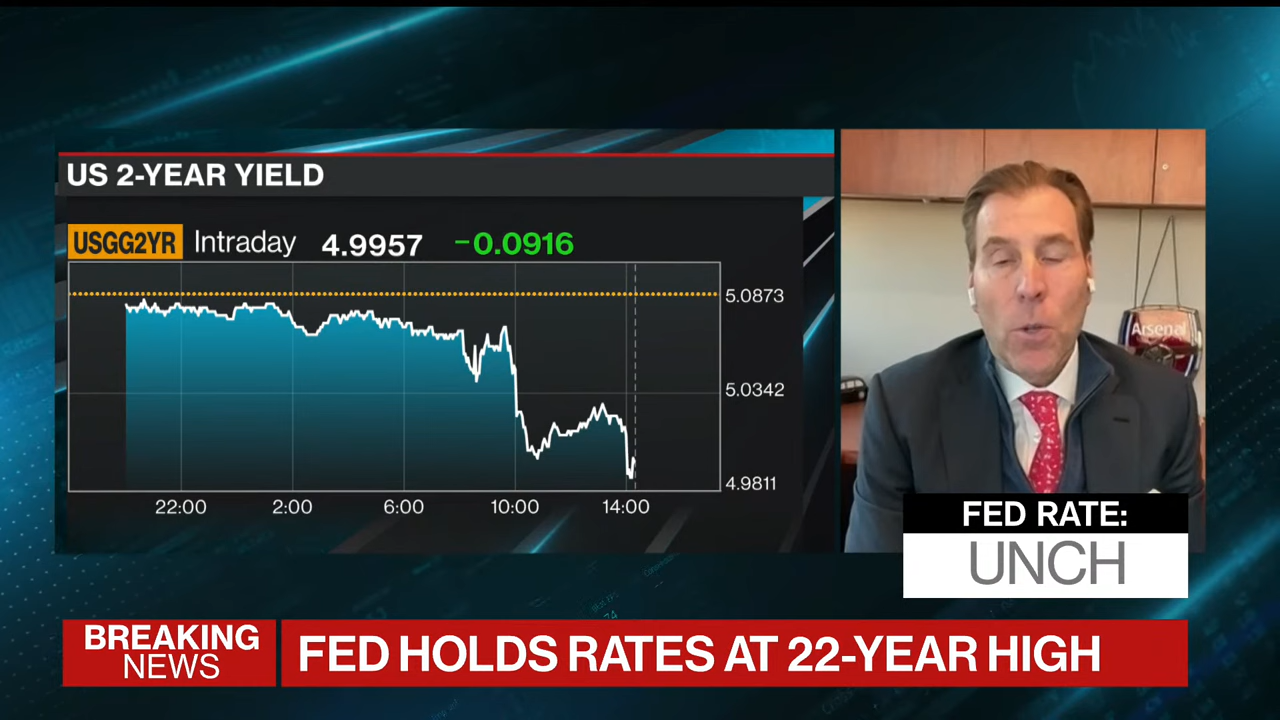 US 2-YEAR YIELD
USGG2YR Intraday 4.9957 -0.0916
5.0873
5.0342
4.9811
22:00 2:00 6:00 10:00 14:00
Arsenal
FED RATE:
UNCH
BREAKING
NEWS
FED HOLDS RATES AT 22-YEAR HIGH